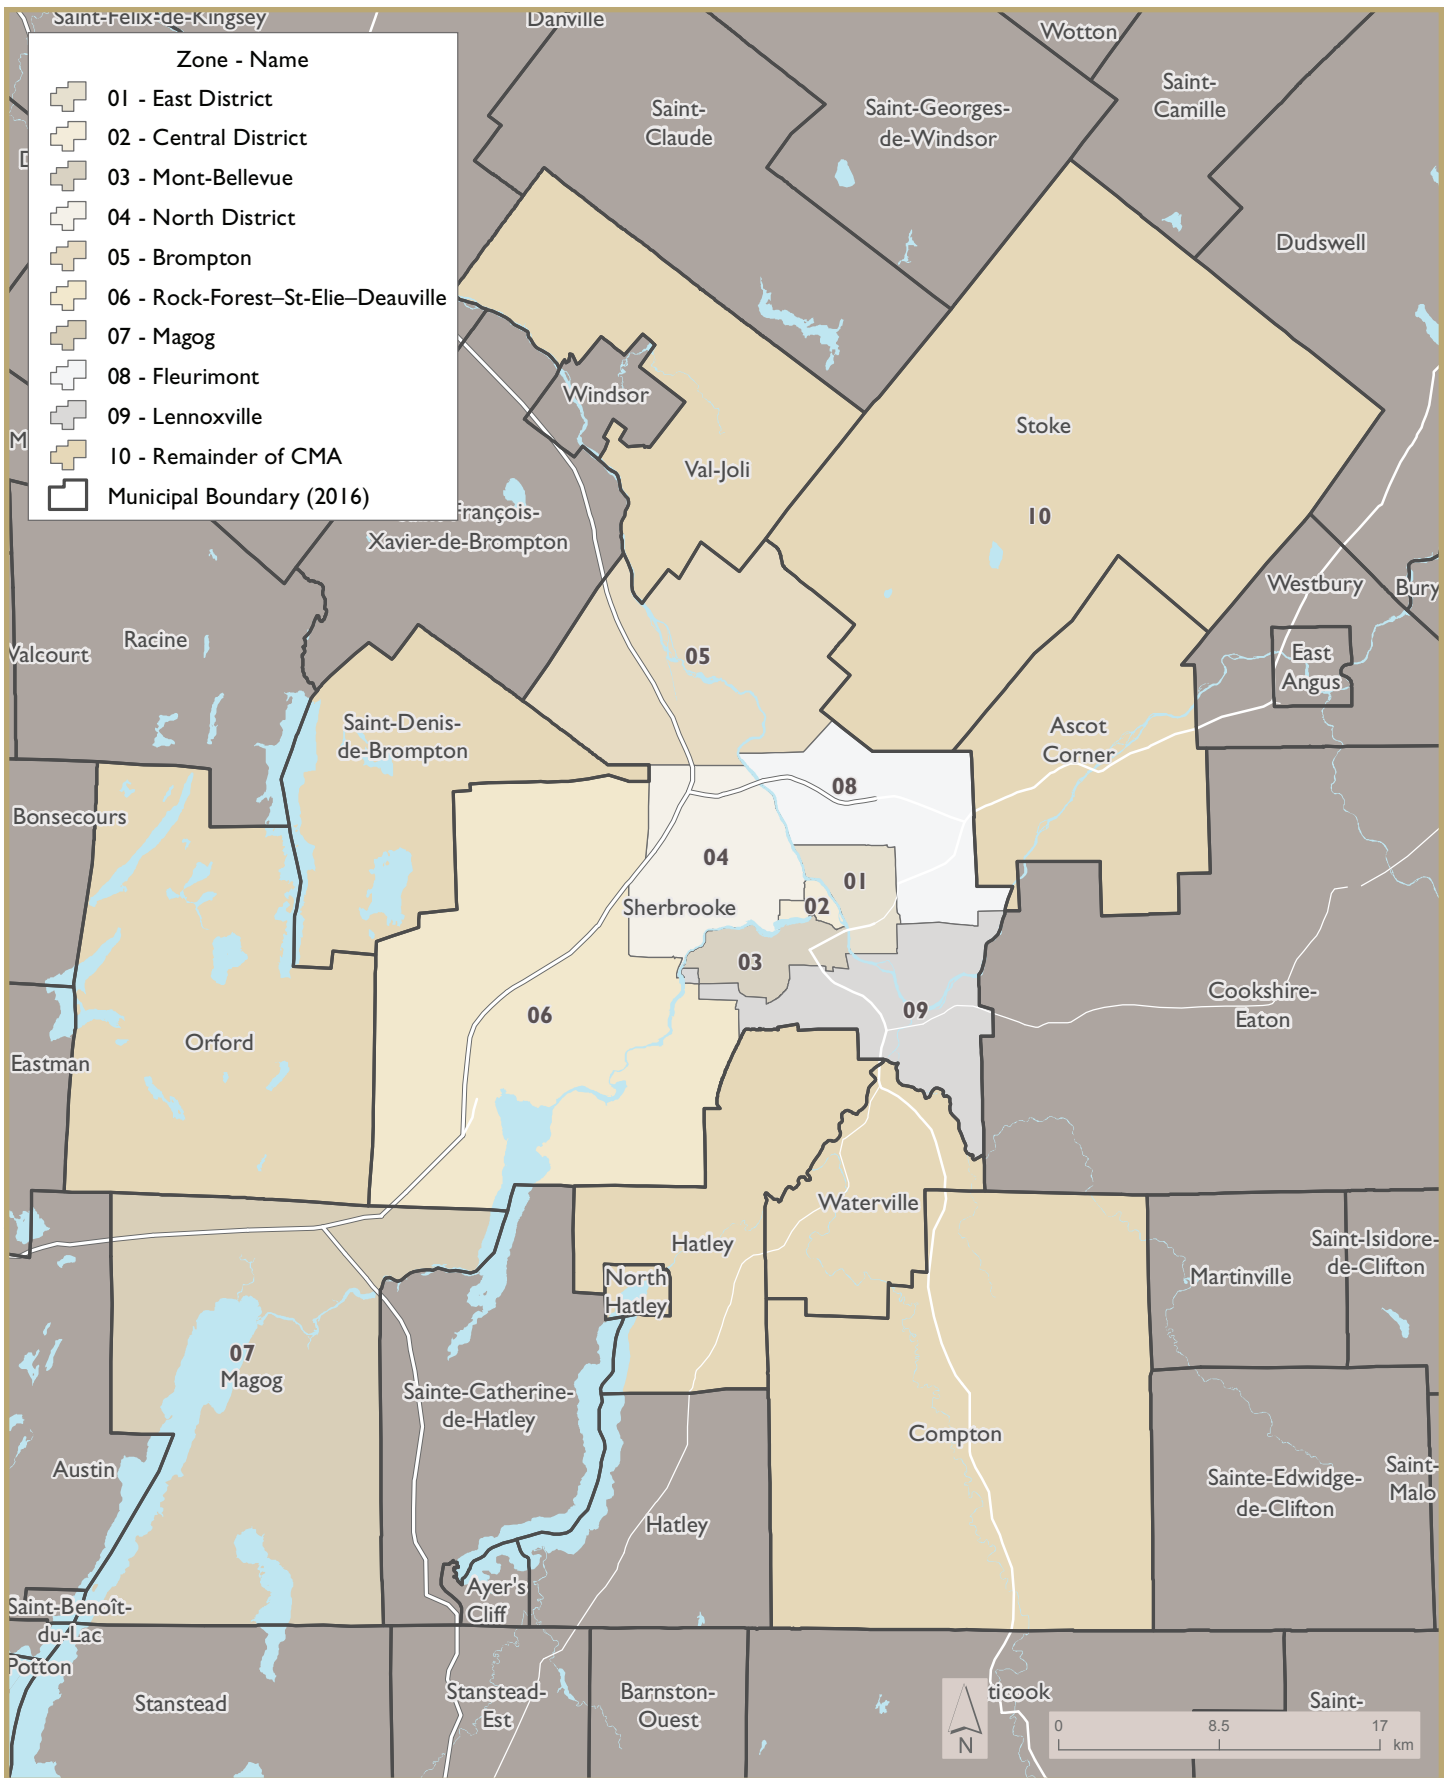 Saint-Félix-de-Kingsey
Danville
Wotton
Zone - Name
01 - East District
02 - Central District
03 - Mont-Bellevue
04 - North District
05 - Brompton
06 - Rock-Forest–St-Elie–Deauville
07 - Magog
08 - Fleurimont
09 - Lennoxville
10 - Remainder of CMA
Municipal Boundary (2016)
Saint-
Claude
Saint-Georges-
de-Windsor
Saint-
Camille
Dudswell
Windsor
Val-Joli
Stoke
10
François-
Xavier-de-Brompton
Westbury
Bury
Racine
Valcourt
05
East
Angus
Saint-Denis-
de-Brompton
Ascot
Corner
Bonsecours
08
04
01
02
Sherbrooke
03
06
09
Cookshire-
Eaton
Orford
Eastman
Waterville
Hatley
North
Hatley
Martinville
Saint-Isidore-
de-Clifton
07
Magog
Sainte-Catherine-
de-Hatley
Compton
Austin
Sainte-Edwidge-
de-Clifton
Saint-
Malo
Hatley
Ayer's
Cliff
Saint-Benoît-
du-Lac
Potton
Stanstead
Stanstead-
Est
Barnston-
Ouest
ticook
Saint-
N
0 8.5 17
km